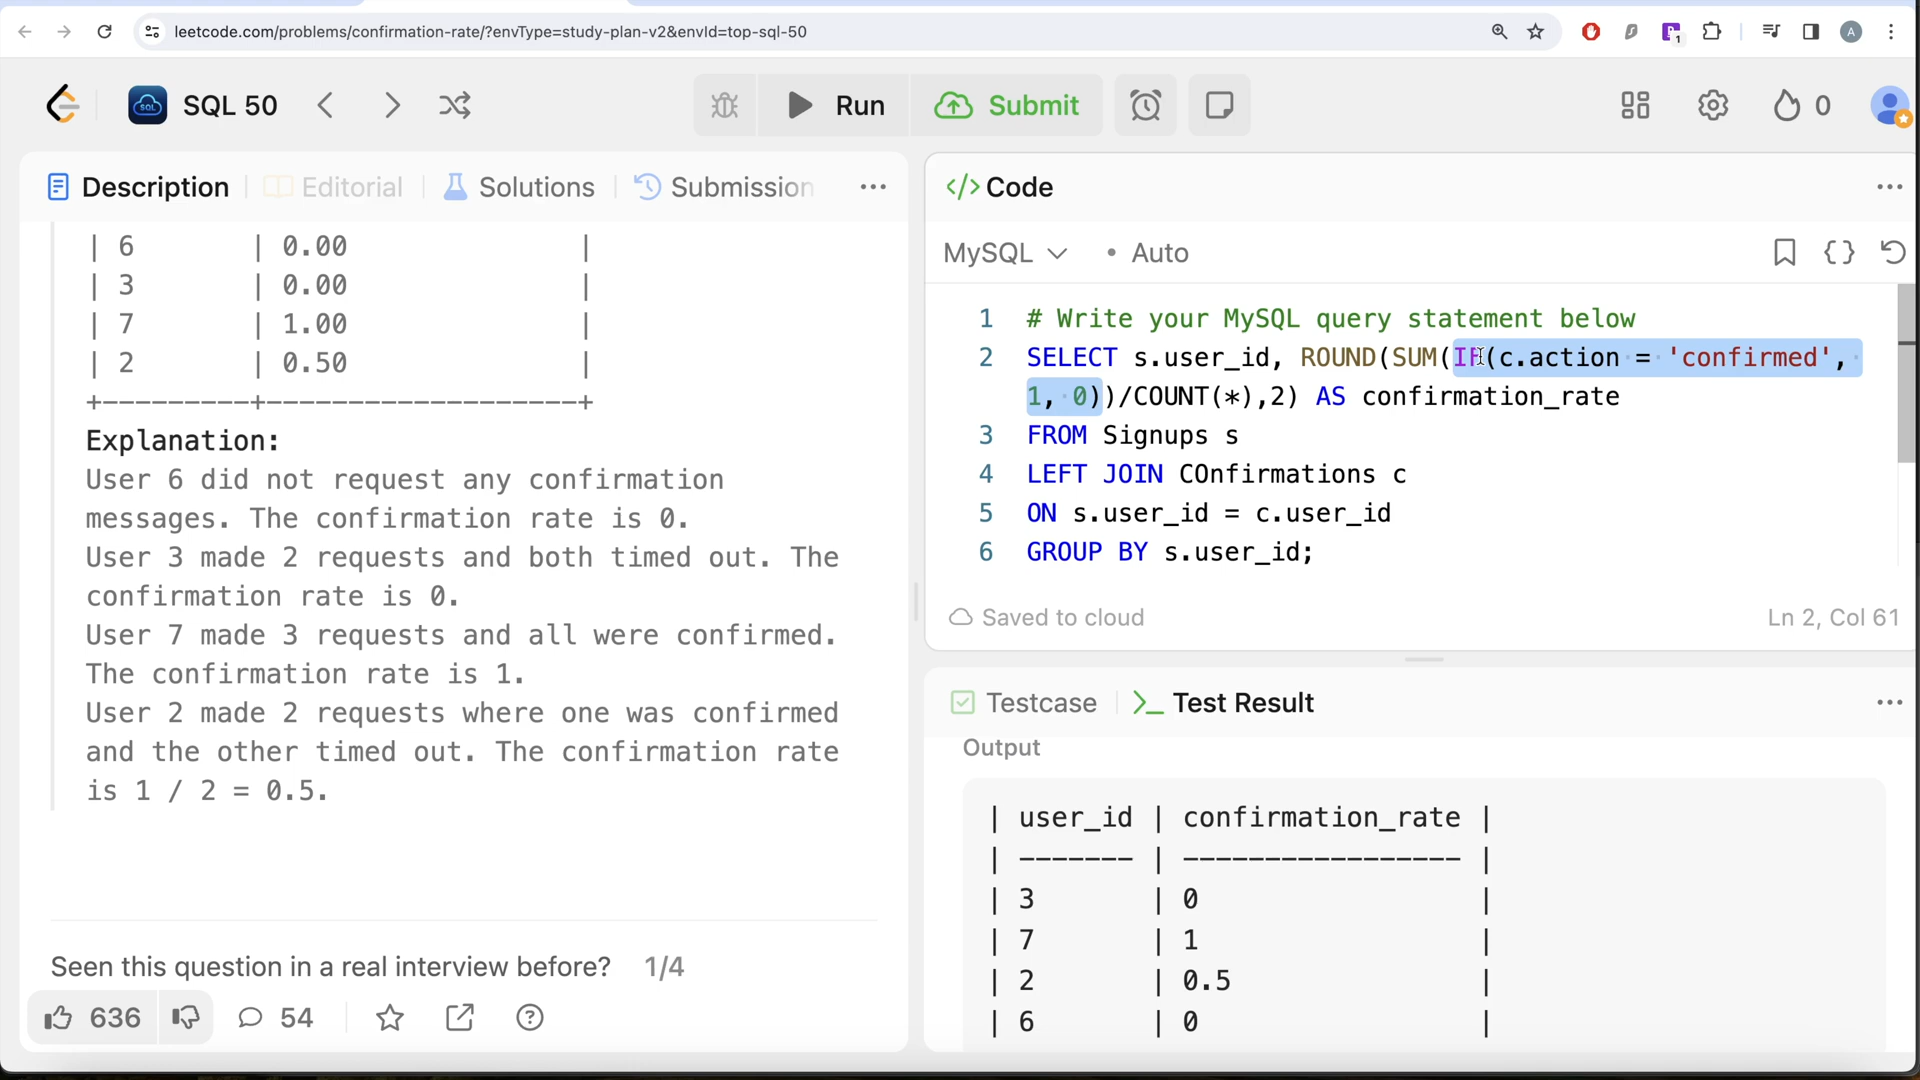 leetcode.com/problems/confirmation-rate/?envType=study-plan-v2&envId=top-sql-50
1
A
SQL
SQL 50
Run
Submit
0
Description
Editorial
Solutions
Submission
| 6 | 0.00 |
| 3 | 0.00 |
| 7 | 1.00 |
| 2 | 0.50 |
+---------+-------------------+
Explanation:
User 6 did not request any confirmation
messages. The confirmation rate is 0.
User 3 made 2 requests and both timed out. The
confirmation rate is 0.
User 7 made 3 requests and all were confirmed.
The confirmation rate is 1.
User 2 made 2 requests where one was confirmed
and the other timed out. The confirmation rate
is 1 / 2 = 0.5.
Seen this question in a real interview before? 1/4
636
54
</> Code
MySQL
• Auto
1 # Write your MySQL query statement below
2 SELECT s.user_id, ROUND(SUM(IF(c.action = 'confirmed',
1, 0))/COUNT(*),2) AS confirmation_rate
3 FROM Signups s
4 LEFT JOIN COnfirmations c
5 ON s.user_id = c.user_id
6 GROUP BY s.user_id;
Saved to cloud
Ln 2, Col 61
Testcase
Test Result
Output
| user_id | confirmation_rate |
| ------- | ----------------- |
| 3 | 0 |
| 7 | 1 |
| 2 | 0.5 |
| 6 | 0 |